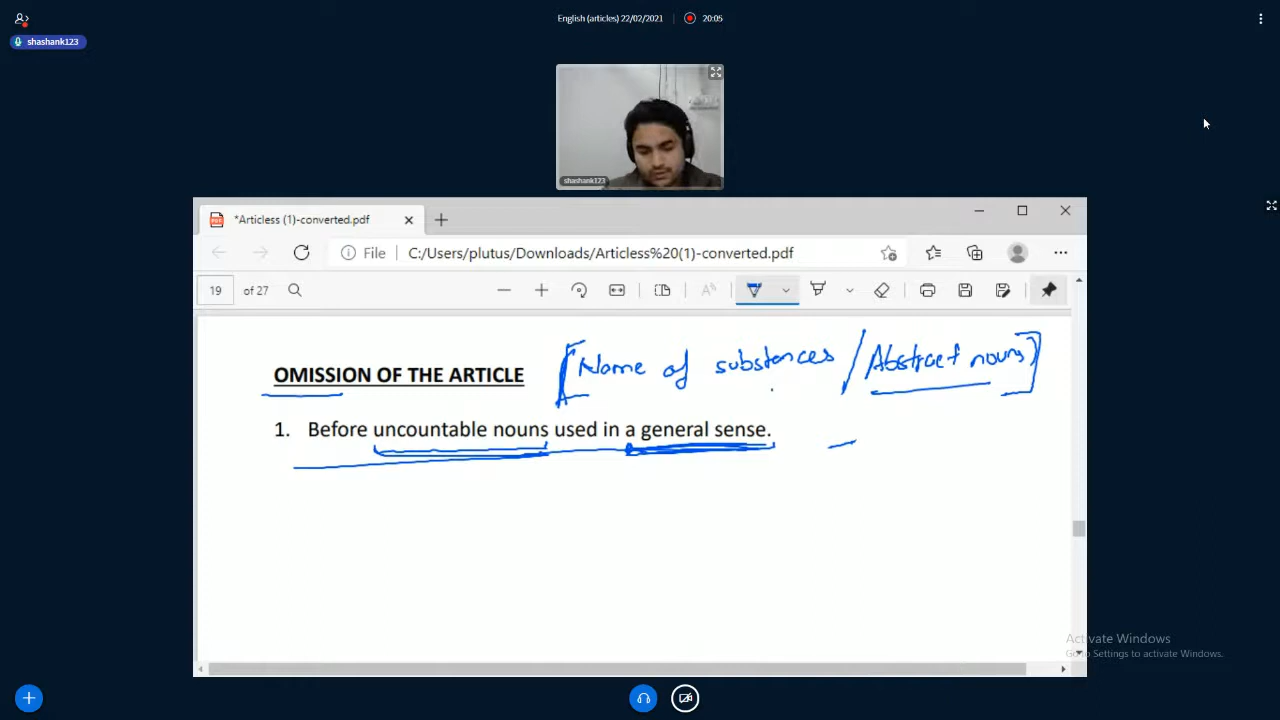 English (articles) 22/02/2021 20:05
shashank123
shashank123
*Articless (1)-converted.pdf
File C:/Users/plutus/Downloads/Articless%20(1)-converted.pdf
19 of 27
[Name of substences / Abstract nouns]
OMISSION OF THE ARTICLE
1. Before uncountable nouns used in a general sense.
Activate Windows
Go to Settings to activate Windows.